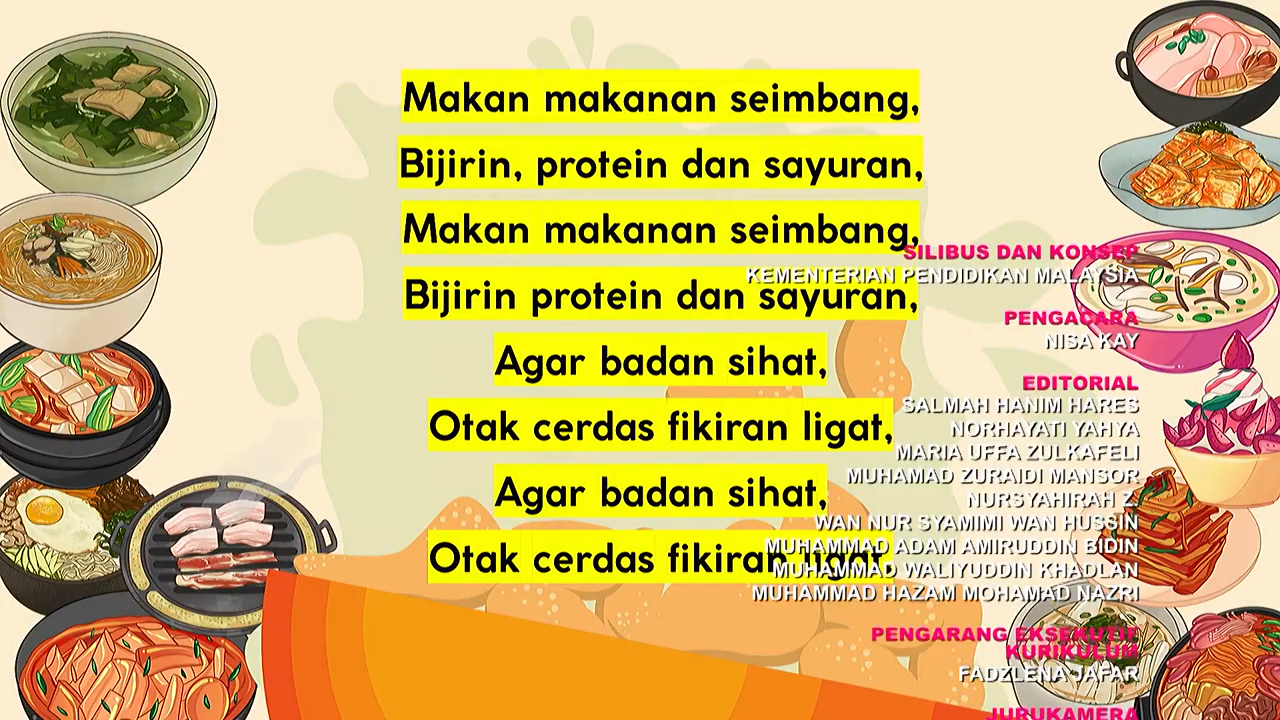 Makan makanan seimbang,
Bijirin, protein dan sayuran,
Makan makanan seimbang,
Bijirin protein dan sayuran,
Agar badan sihat,
Otak cerdas fikiran ligat,
Agar badan sihat,
Otak cerdas fikiran ligat,
SILIBUS DAN KONSEP
KEMENTERIAN PENDIDIKAN MALAYSIA
PENGACARA
NISA KAY
EDITORIAL
SALMAH HANIM HARES
NORHAYATI YAHYA
MARIA UFFA ZULKAFELI
MUHAMAD ZURAIDI MANSOR
NURSYAHIRAH Z.
WAN NUR SYAMIMI WAN HUSSIN
MUHAMMAD ADAM AMIRUDDIN BIDIN
MUHAMMAD WALIYUDDIN KHADLAN
MUHAMMAD HAZAM MOHAMAD NAZRI
PENGARANG EKSEKUTIF
KURIKULUM
FADZLENA JAFAR
JURUKAMERA